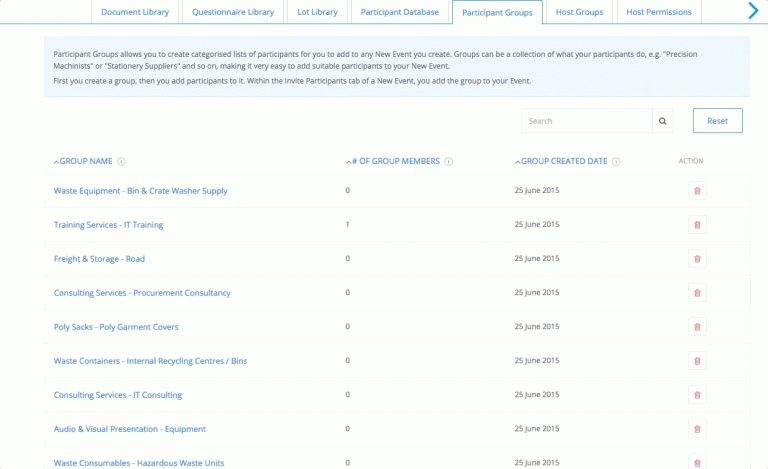 Document Library
Questionnaire Library
Lot Library
Participant Database
Participant Groups
Host Groups
Host Permissions
Participant Groups allows you to create categorised lists of participants for you to add to any New Event you create. Groups can be a collection of what your participants do, e.g. "Precision
Machinists" or "Stationery Suppliers" and so on, making it very easy to add suitable participants to your New Event.
First you create a group, then you add participants to it. Within the Invite Participants tab of a New Event, you add the group to your Event.
Search
Reset
GROUP NAME
# OF GROUP MEMBERS
GROUP CREATED DATE
ACTION
Waste Equipment - Bin & Crate Washer Supply 0 25 June 2015
Training Services - IT Training 1 25 June 2015
Freight & Storage - Road 0 25 June 2015
Consulting Services - Procurement Consultancy 0 25 June 2015
Poly Sacks - Poly Garment Covers 0 25 June 2015
Waste Containers - Internal Recycling Centres / Bins 0 25 June 2015
Consulting Services - IT Consulting 0 25 June 2015
Audio & Visual Presentation - Equipment 0 25 June 2015
Waste Consumables - Hazardous Waste Units 0 25 June 2015